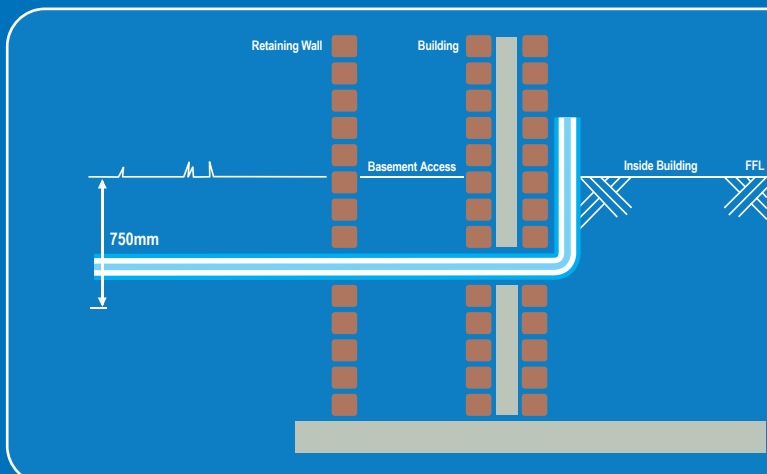 Retaining Wall
Building
Basement Access
Inside Building
FFL
750mm